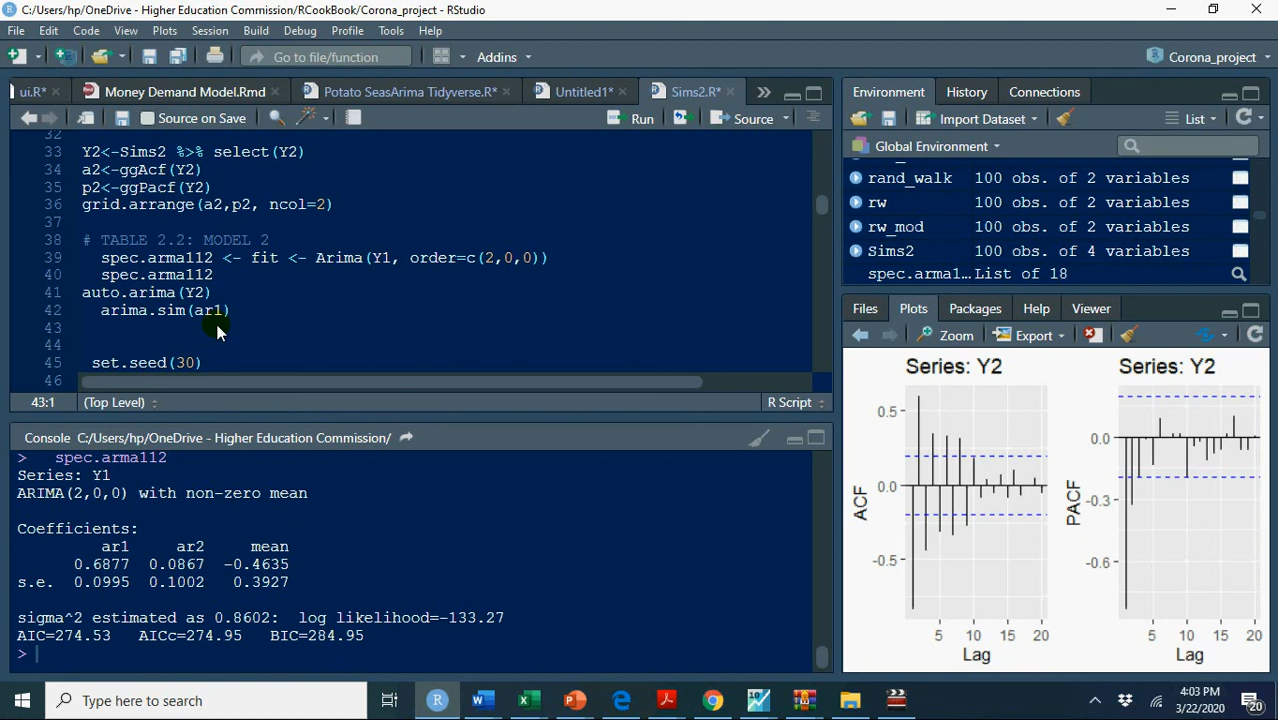 C:/Users/hp/OneDrive - Higher Education Commission/RCookBook/Corona_project - RStudio
File Edit Code View Plots Session Build Debug Profile Tools Help
Go to file/function Addins Corona_project
ui.R* Money Demand Model.Rmd Potato SeasArima Tidyverse.R* Untitled1* Sims2.R*
Source on Save Run Source
32
33 Y2<-Sims2 %>% select(Y2)
34 a2<-ggAcf(Y2)
35 p2<-ggPacf(Y2)
36 grid.arrange(a2,p2, ncol=2)
37
38 # TABLE 2.2: MODEL 2
39 spec.arma112 <- fit <- Arima(Y1, order=c(2,0,0))
40 spec.arma112
41 auto.arima(Y2)
42 arima.sim(ar1)
43
44
45 set.seed(30)
46
43:1 (Top Level) R Script
Console C:/Users/hp/OneDrive - Higher Education Commission/
> spec.arma112
Series: Y1
ARIMA(2,0,0) with non-zero mean
Coefficients:
ar1 ar2 mean
0.6877 0.0867 -0.4635
s.e. 0.0995 0.1002 0.3927
sigma^2 estimated as 0.8602: log likelihood=-133.27
AIC=274.53 AICc=274.95 BIC=284.95
>
Environment History Connections
Import Dataset List
Global Environment
rand_walk 100 obs. of 2 variables
rw 100 obs. of 2 variables
rw_mod 100 obs. of 2 variables
Sims2 100 obs. of 4 variables
spec.arma1… List of 18
Files Plots Packages Help Viewer
Zoom Export
Series: Y2
0.5
0.0
-0.5
ACF
5 10 15 20
Lag
Series: Y2
0.0
-0.3
-0.6
PACF
5 10 15 20
Lag
Type here to search
4:03 PM
3/22/2020
20